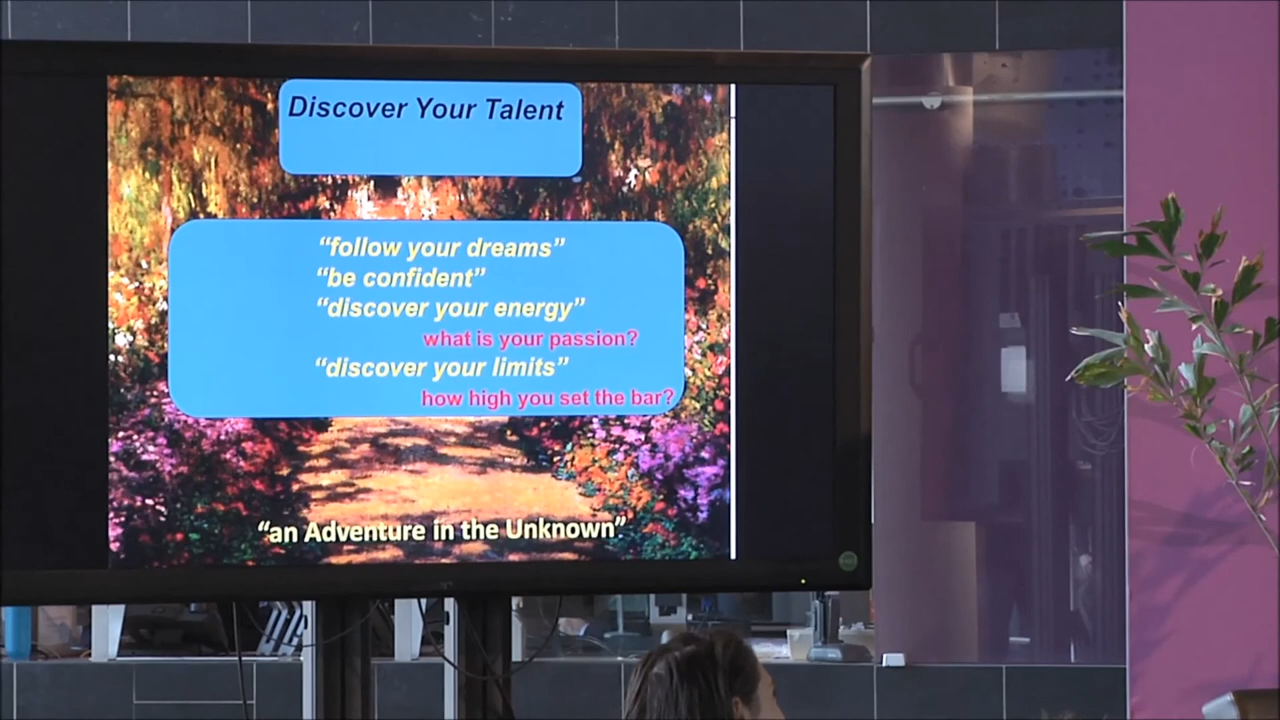 Discover Your Talent
“follow your dreams”
“be confident”
“discover your energy”
what is your passion?
“discover your limits”
how high you set the bar?
“an Adventure in the Unknown”.